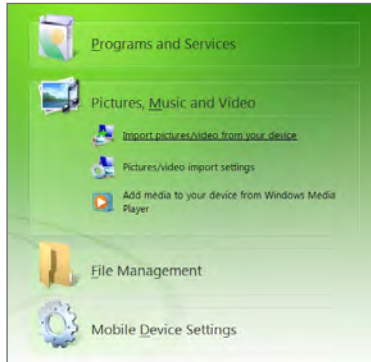 Programs and Services
Pictures, Music and Video
Import pictures/video from your device
Pictures/video import settings
Add media to your device from Windows Media
Player
File Management
Mobile Device Settings